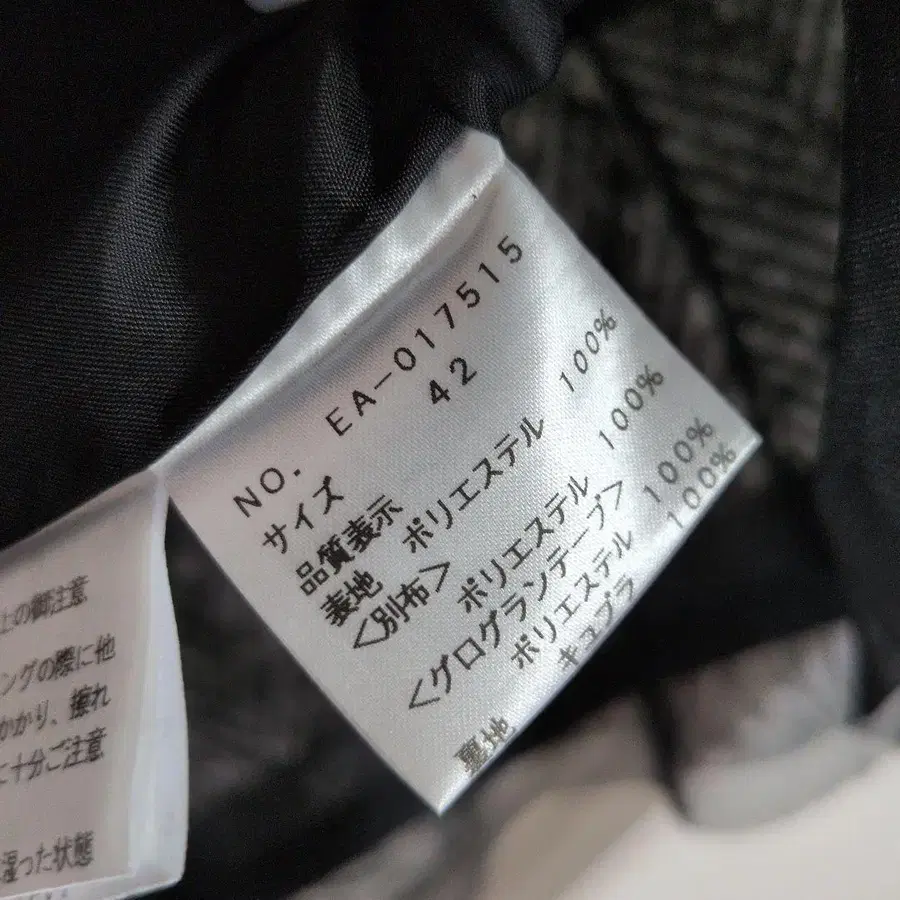 NO. EA-017515
サイズ 42
品質表示
表地 ポリエステル 100%
<別布>
ポリエステル 100%
<グログランテープ>
ポリエステル 100%
裏地 キュプラ 100%
上の御注意
ングの際に他
かかり、擦れ
に十分ご注意
湿った状態